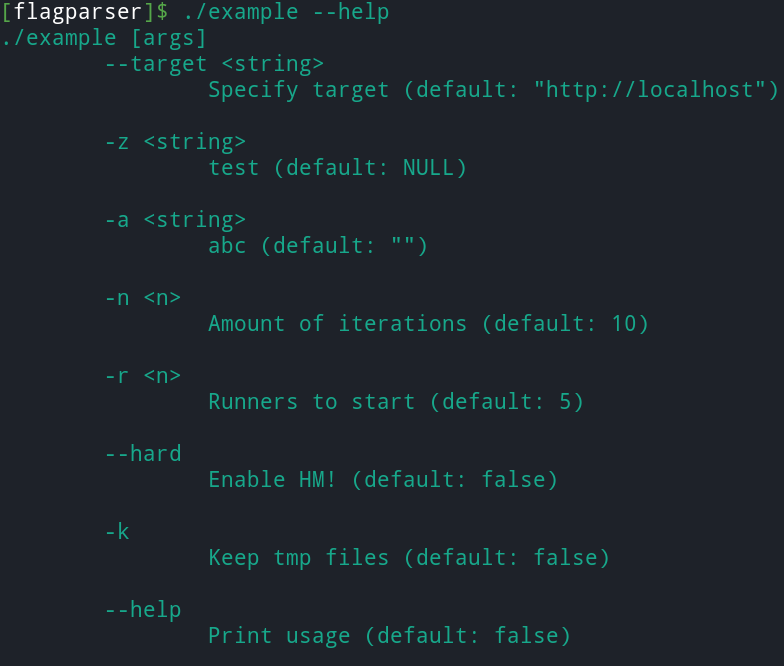 [flagparser]$ ./example --help
./example [args]
--target <string>
Specify target (default: "http://localhost")
-z <string>
test (default: NULL)
-a <string>
abc (default: "")
-n <n>
Amount of iterations (default: 10)
-r <n>
Runners to start (default: 5)
--hard
Enable HM! (default: false)
-k
Keep tmp files (default: false)
--help
Print usage (default: false)